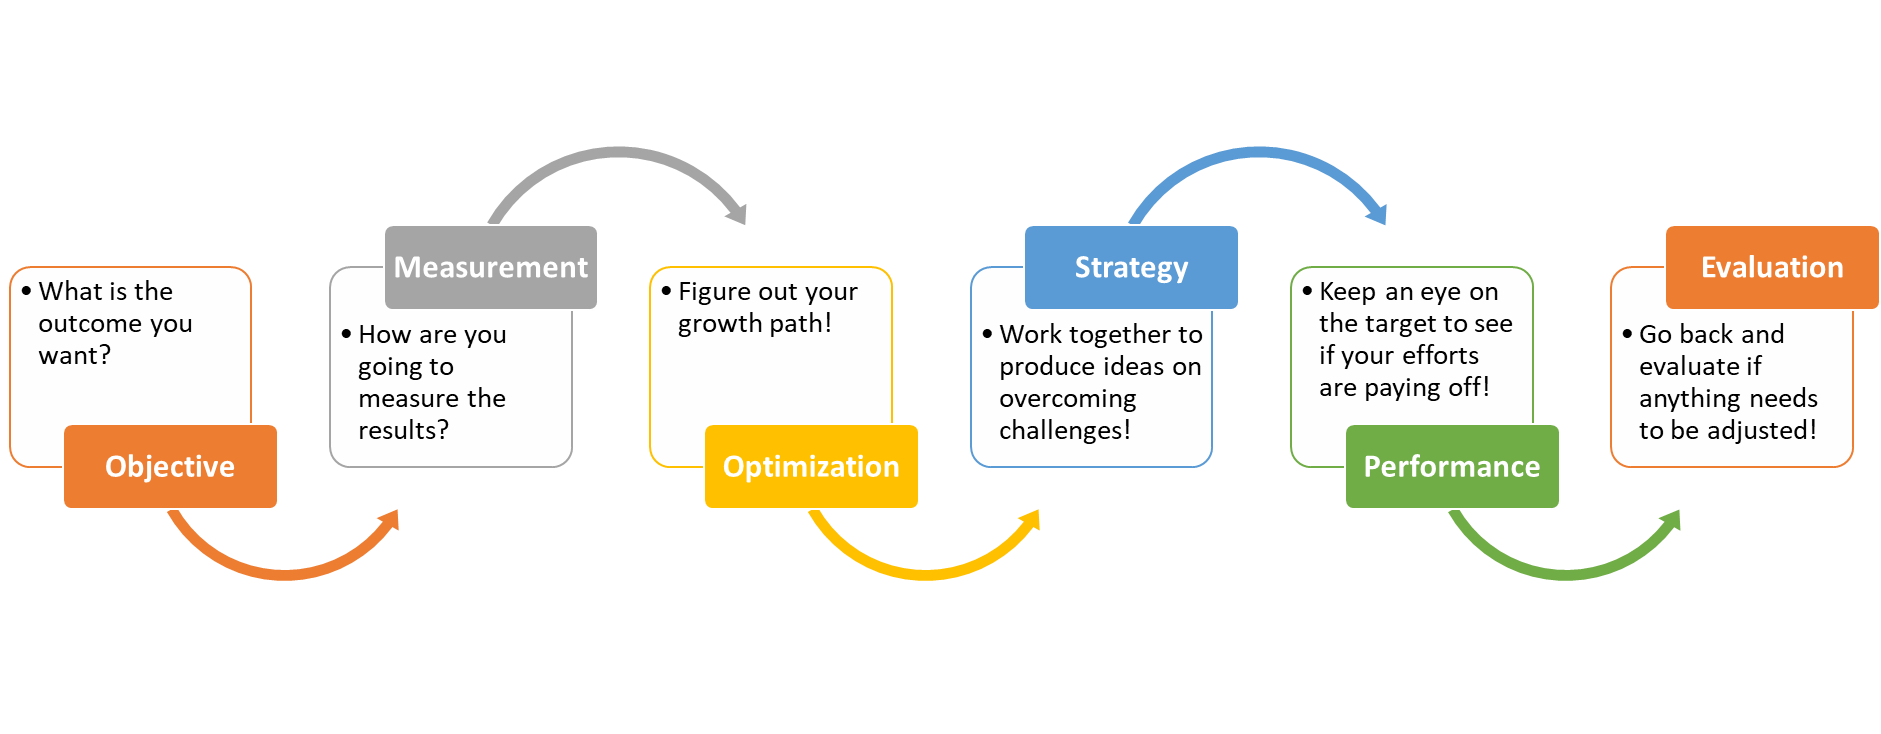 • What is the
outcome you
want?
Objective
Measurement
• How are you
going to
measure the
results?
• Figure out your
growth path!
Optimization
Strategy
• Work together to
produce ideas on
overcoming
challenges!
• Keep an eye on
the target to see
if your efforts
are paying off!
Performance
Evaluation
• Go back and
evaluate if
anything needs
to be adjusted!